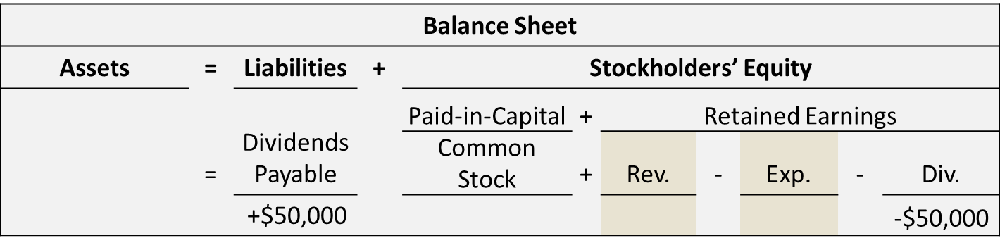 Balance Sheet
Assets = Liabilities + Stockholders’ Equity
Paid-in-Capital + Retained Earnings
Dividends
Payable
=
Common
Stock
+ Rev. - Exp. - Div.
+$50,000 -$50,000